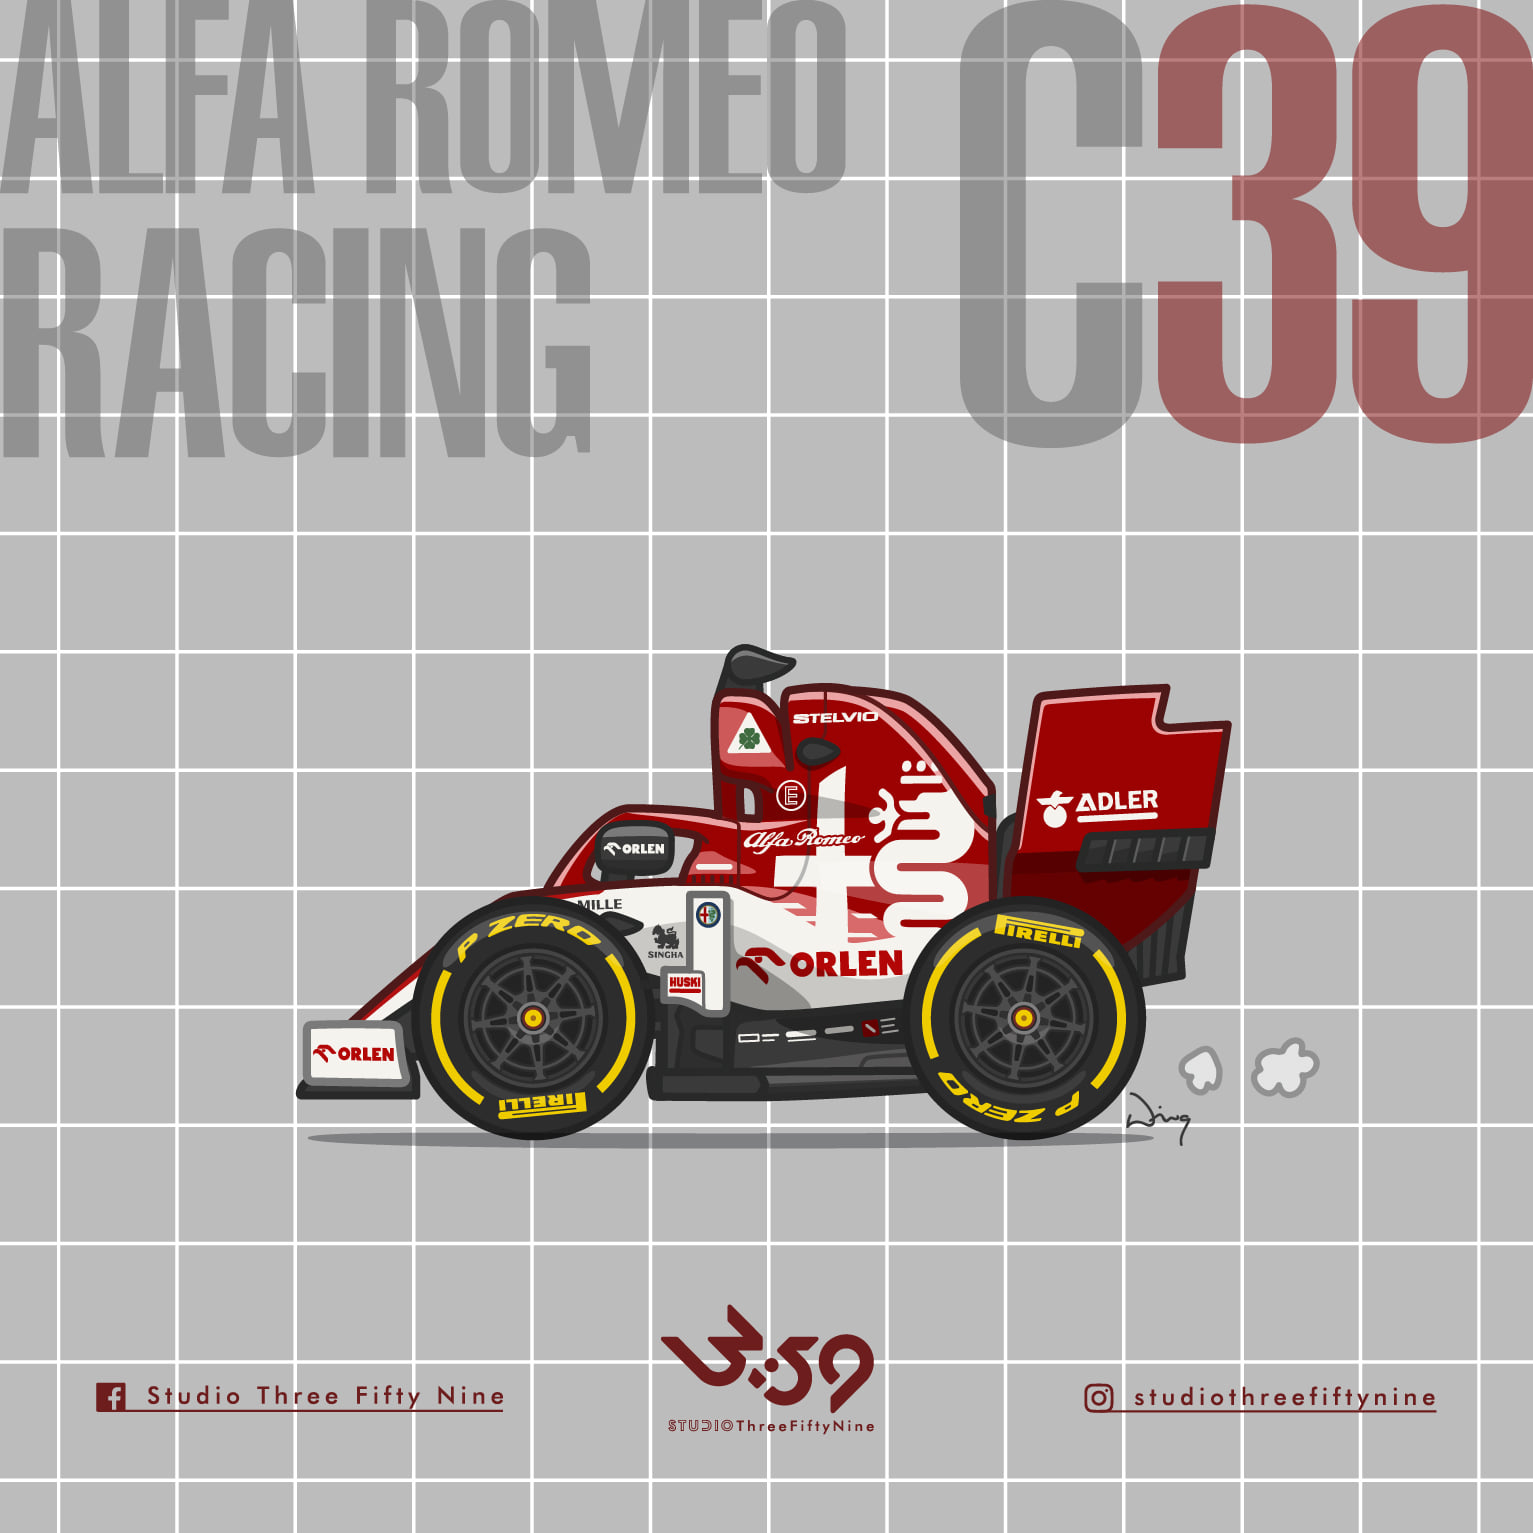 ALFA ROMEO
RACING
C39
STELVIO
E
ADLER
Alfa Romeo
ORLEN
MILLE
P ZERO
PIRELLI
SINGHA
ORLEN
HUSKI
ORLEN
PIRELLI
P ZERO
Wing
3:59
Studio Three Fifty Nine
STUDIOThreeFiftyNine
studiothreefiftynine